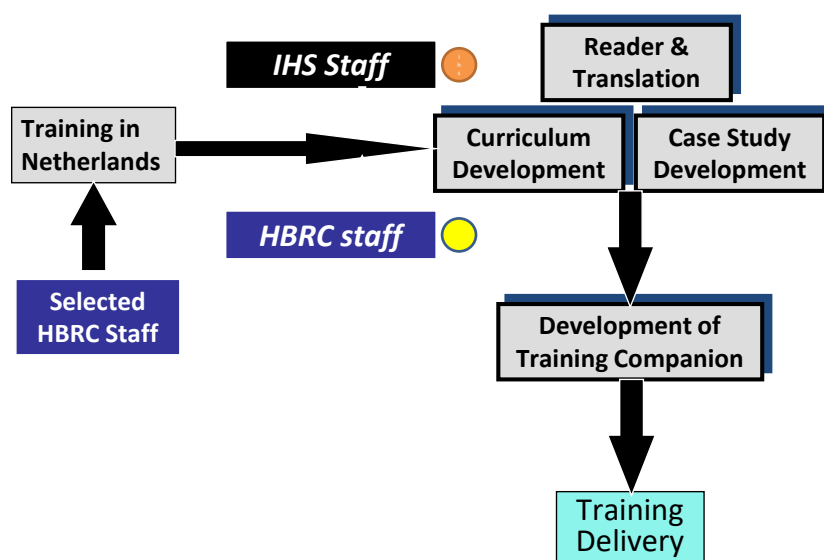 IHS Staff
Reader &
Translation
Training in
Netherlands
Curriculum
Development
Case Study
Development
HBRC staff
Selected
HBRC Staff
Development of
Training Companion
Training
Delivery